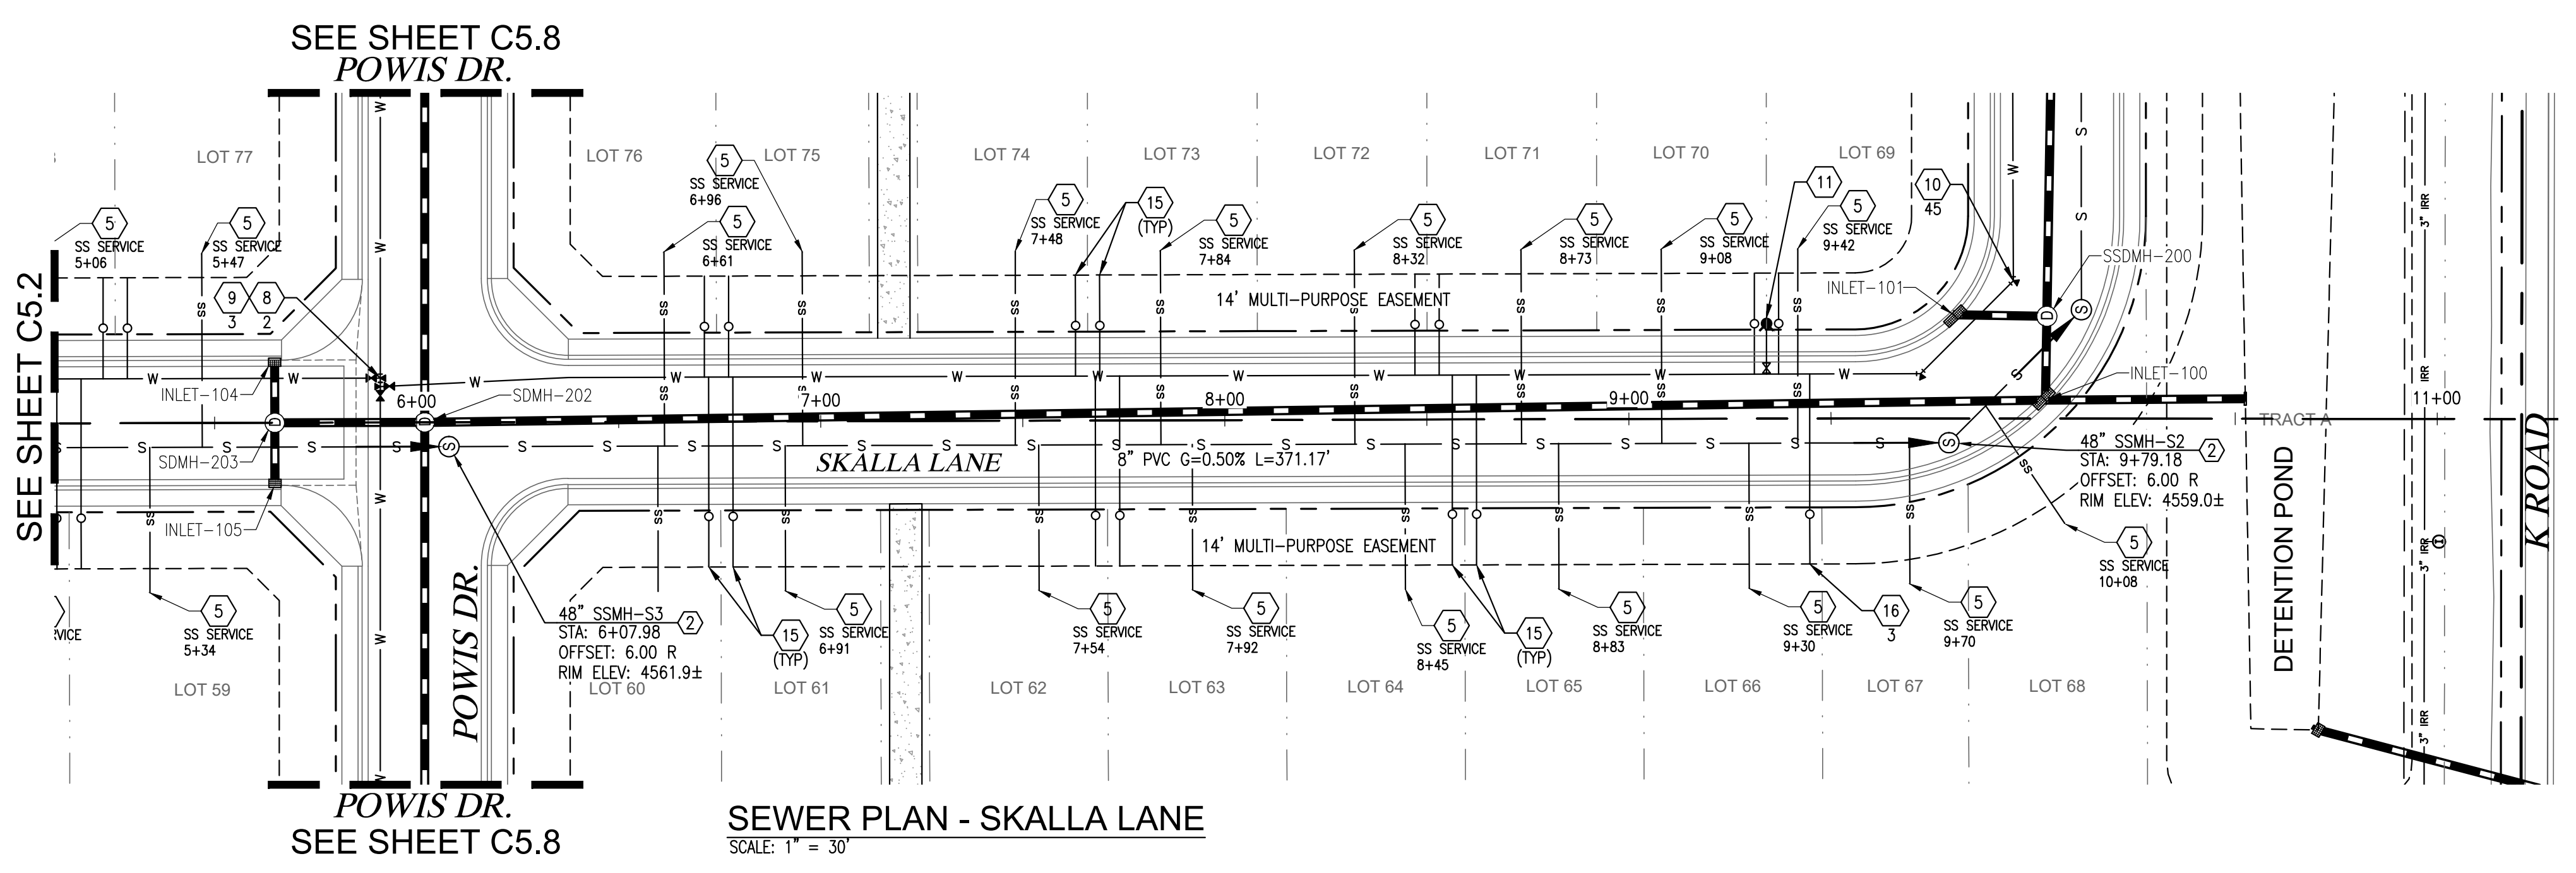 SEE SHEET C5.8
POWIS DR.
LOT 77
LOT 76
LOT 75
LOT 74
LOT 73
LOT 72
LOT 71
LOT 70
LOT 69
5
SS SERVICE
5+06
5
SS SERVICE
5+47
5
SS SERVICE
6+96
5
SS SERVICE
6+61
5
SS SERVICE
7+48
15
(TYP)
5
SS SERVICE
7+84
5
SS SERVICE
8+32
5
SS SERVICE
8+73
5
SS SERVICE
9+08
11
5
SS SERVICE
9+42
10
45
SSDMH-200
INLET-101
14' MULTI-PURPOSE EASEMENT
SEE SHEET C5.2
9
3
8
2
INLET-104
6+00
SDMH-202
7+00
8+00
9+00
INLET-100
11+00
TRACT A
SDMH-203
SKALLA LANE
8" PVC G=0.50% L=371.17'
48" SSMH-S2
2
STA: 9+79.18
OFFSET: 6.00 R
RIM ELEV: 4559.0±
INLET-105
14' MULTI-PURPOSE EASEMENT
5
SS SERVICE
10+08
DETENTION POND
K ROAD
3" IRR
3" IRR
3" IRR
3" IRR
3" IRR
VICE
5
SS SERVICE
5+34
POWIS DR.
48" SSMH-S3
2
STA: 6+07.98
OFFSET: 6.00 R
RIM ELEV: 4561.9±
15
(TYP)
5
SS SERVICE
6+91
5
SS SERVICE
7+54
5
SS SERVICE
7+92
5
SS SERVICE
8+45
15
(TYP)
5
SS SERVICE
8+83
5
SS SERVICE
9+30
16
3
5
SS SERVICE
9+70
LOT 59
LOT 60
LOT 61
LOT 62
LOT 63
LOT 64
LOT 65
LOT 66
LOT 67
LOT 68
POWIS DR.
SEE SHEET C5.8
SEWER PLAN - SKALLA LANE
SCALE: 1" = 30'